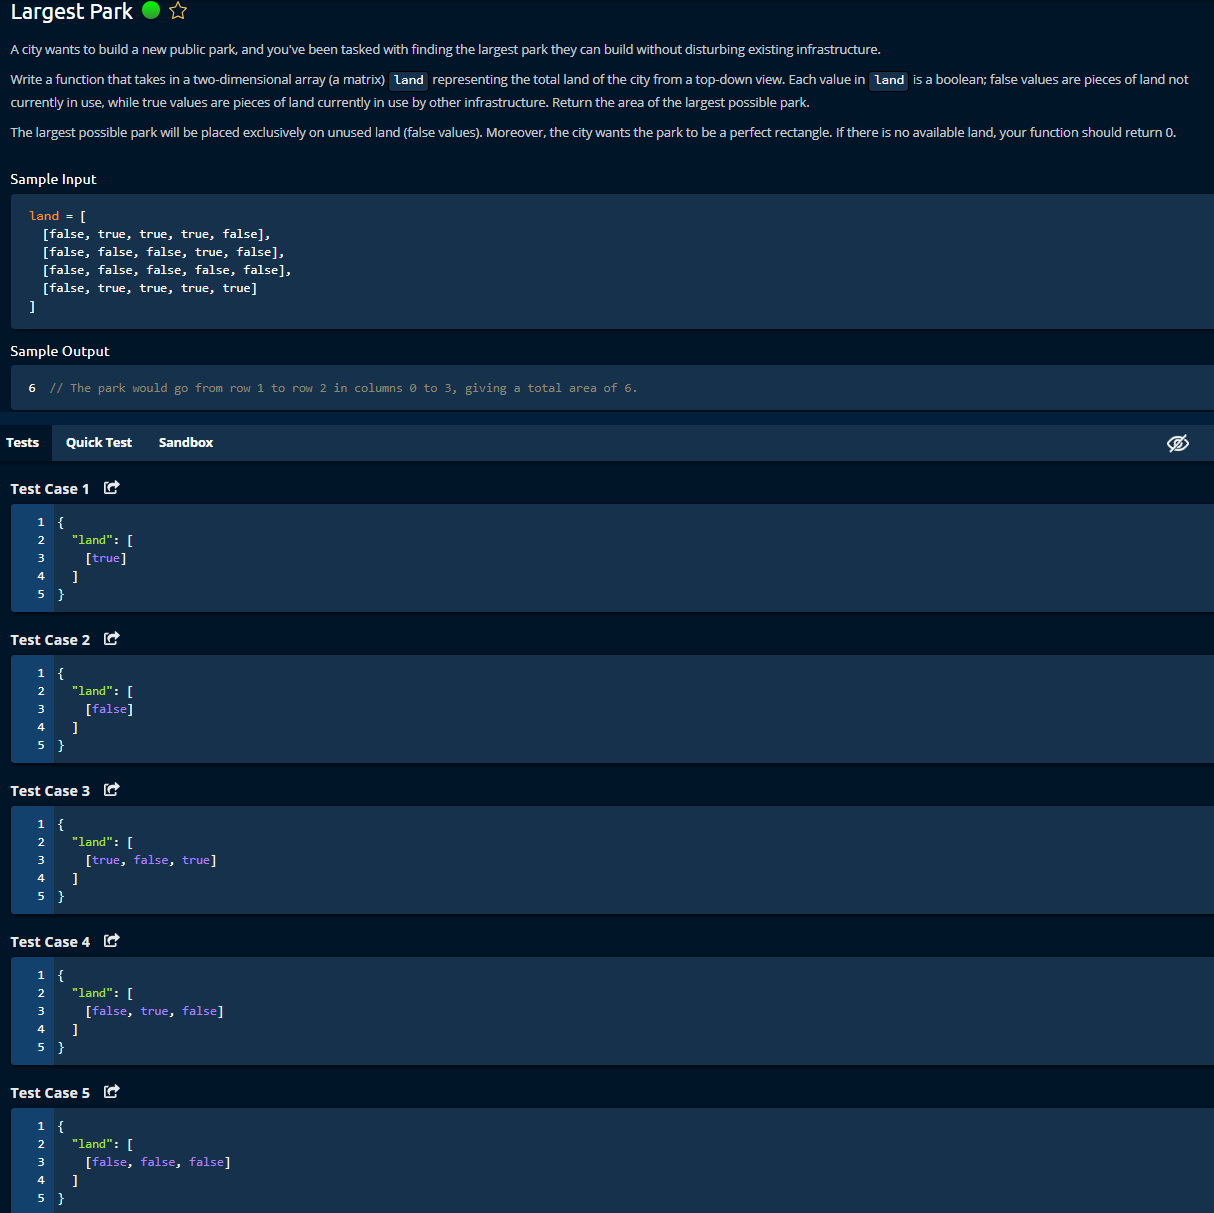 Largest Park
A city wants to build a new public park, and you've been tasked with finding the largest park they can build without disturbing existing infrastructure.
Write a function that takes in a two-dimensional array (a matrix) land representing the total land of the city from a top-down view. Each value in land is a boolean; false values are pieces of land not
currently in use, while true values are pieces of land currently in use by other infrastructure. Return the area of the largest possible park.
The largest possible park will be placed exclusively on unused land (false values). Moreover, the city wants the park to be a perfect rectangle. If there is no available land, your function should return 0.
Sample Input
land = [
[false, true, true, true, false],
[false, false, false, true, false],
[false, false, false, false, false],
[false, true, true, true, true]
]
Sample Output
6 // The park would go from row 1 to row 2 in columns 0 to 3, giving a total area of 6.
Tests Quick Test Sandbox
Test Case 1
1 {
2 "land": [
3 [true]
4 ]
5 }
Test Case 2
1 {
2 "land": [
3 [false]
4 ]
5 }
Test Case 3
1 {
2 "land": [
3 [true, false, true]
4 ]
5 }
Test Case 4
1 {
2 "land": [
3 [false, true, false]
4 ]
5 }
Test Case 5
1 {
2 "land": [
3 [false, false, false]
4 ]
5 }